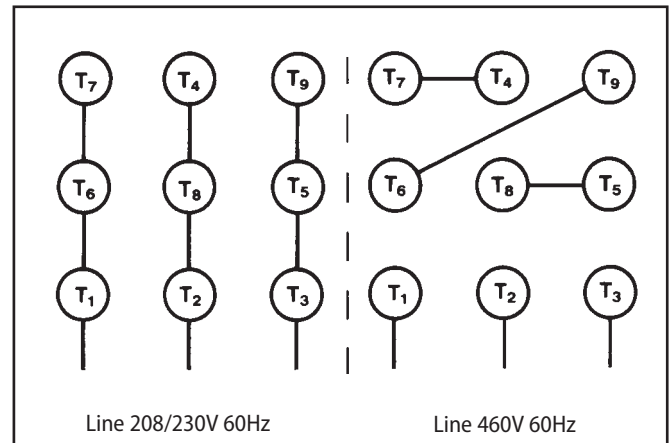 T7 T4 T9 T7 T4 T9
T6 T8 T5 T6 T8 T5
T1 T2 T3 T1 T2 T3
Line 208/230V 60Hz Line 460V 60Hz